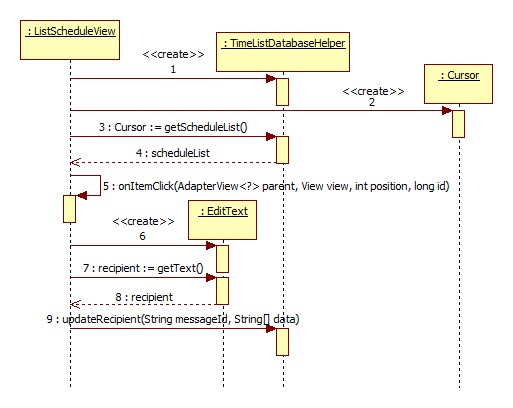 : ListScheduleView
: TimeListDatabaseHelper
<<create>>
1
: Cursor
<<create>>
2
3 : Cursor := getScheduleList()
4 : scheduleList
5 : onItemClick(AdapterView<?> parent, View view, int position, long id)
: EditText
<<create>>
6
7 : recipient := getText()
8 : recipient
9 : updateRecipient(String messageId, String[] data)